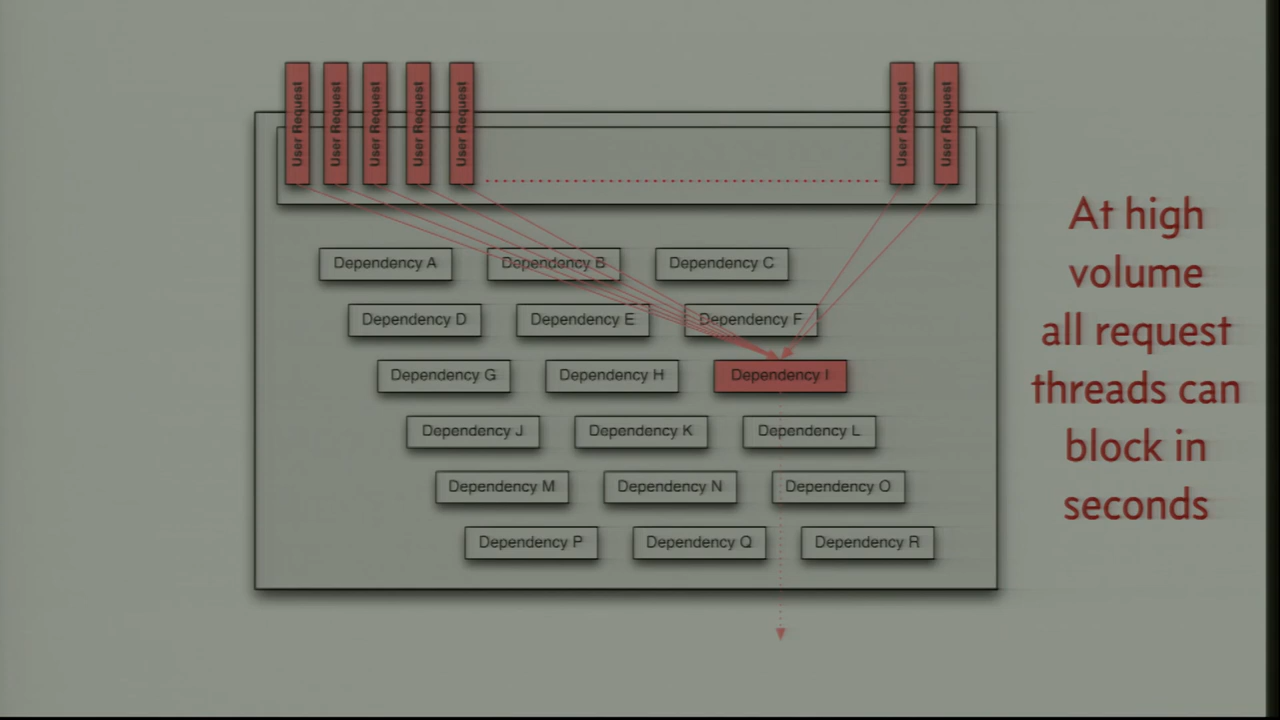 User Request
User Request
User Request
User Request
User Request
User Request
User Request
Dependency A
Dependency B
Dependency C
Dependency D
Dependency E
Dependency F
Dependency G
Dependency H
Dependency I
Dependency J
Dependency K
Dependency L
Dependency M
Dependency N
Dependency O
Dependency P
Dependency Q
Dependency R
At high
volume
all request
threads can
block in
seconds